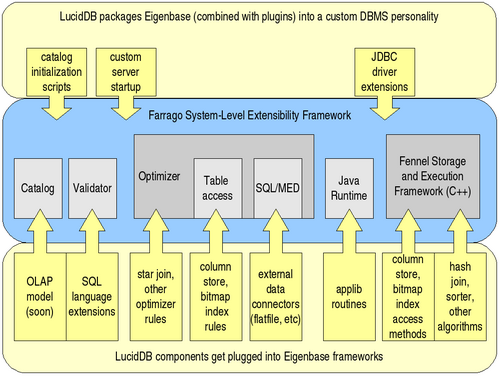 LucidDB packages Eigenbase (combined with plugins) into a custom DBMS personality
catalog
initialization
scripts
custom
server
startup
JDBC
driver
extensions
Farrago System-Level Extensibility Framework
Catalog
Validator
Optimizer
Table
access
SQL/MED
Java
Runtime
Fennel Storage
and Execution
Framework (C++)
OLAP
model
(soon)
SQL
language
extensions
star join,
other
optimizer
rules
column
store,
bitmap
index
rules
external
data
connectors
(flatfile, etc)
applib
routines
column
store,
bitmap
index
access
methods
hash
join,
sorter,
other
algorithms
LucidDB components get plugged into Eigenbase frameworks